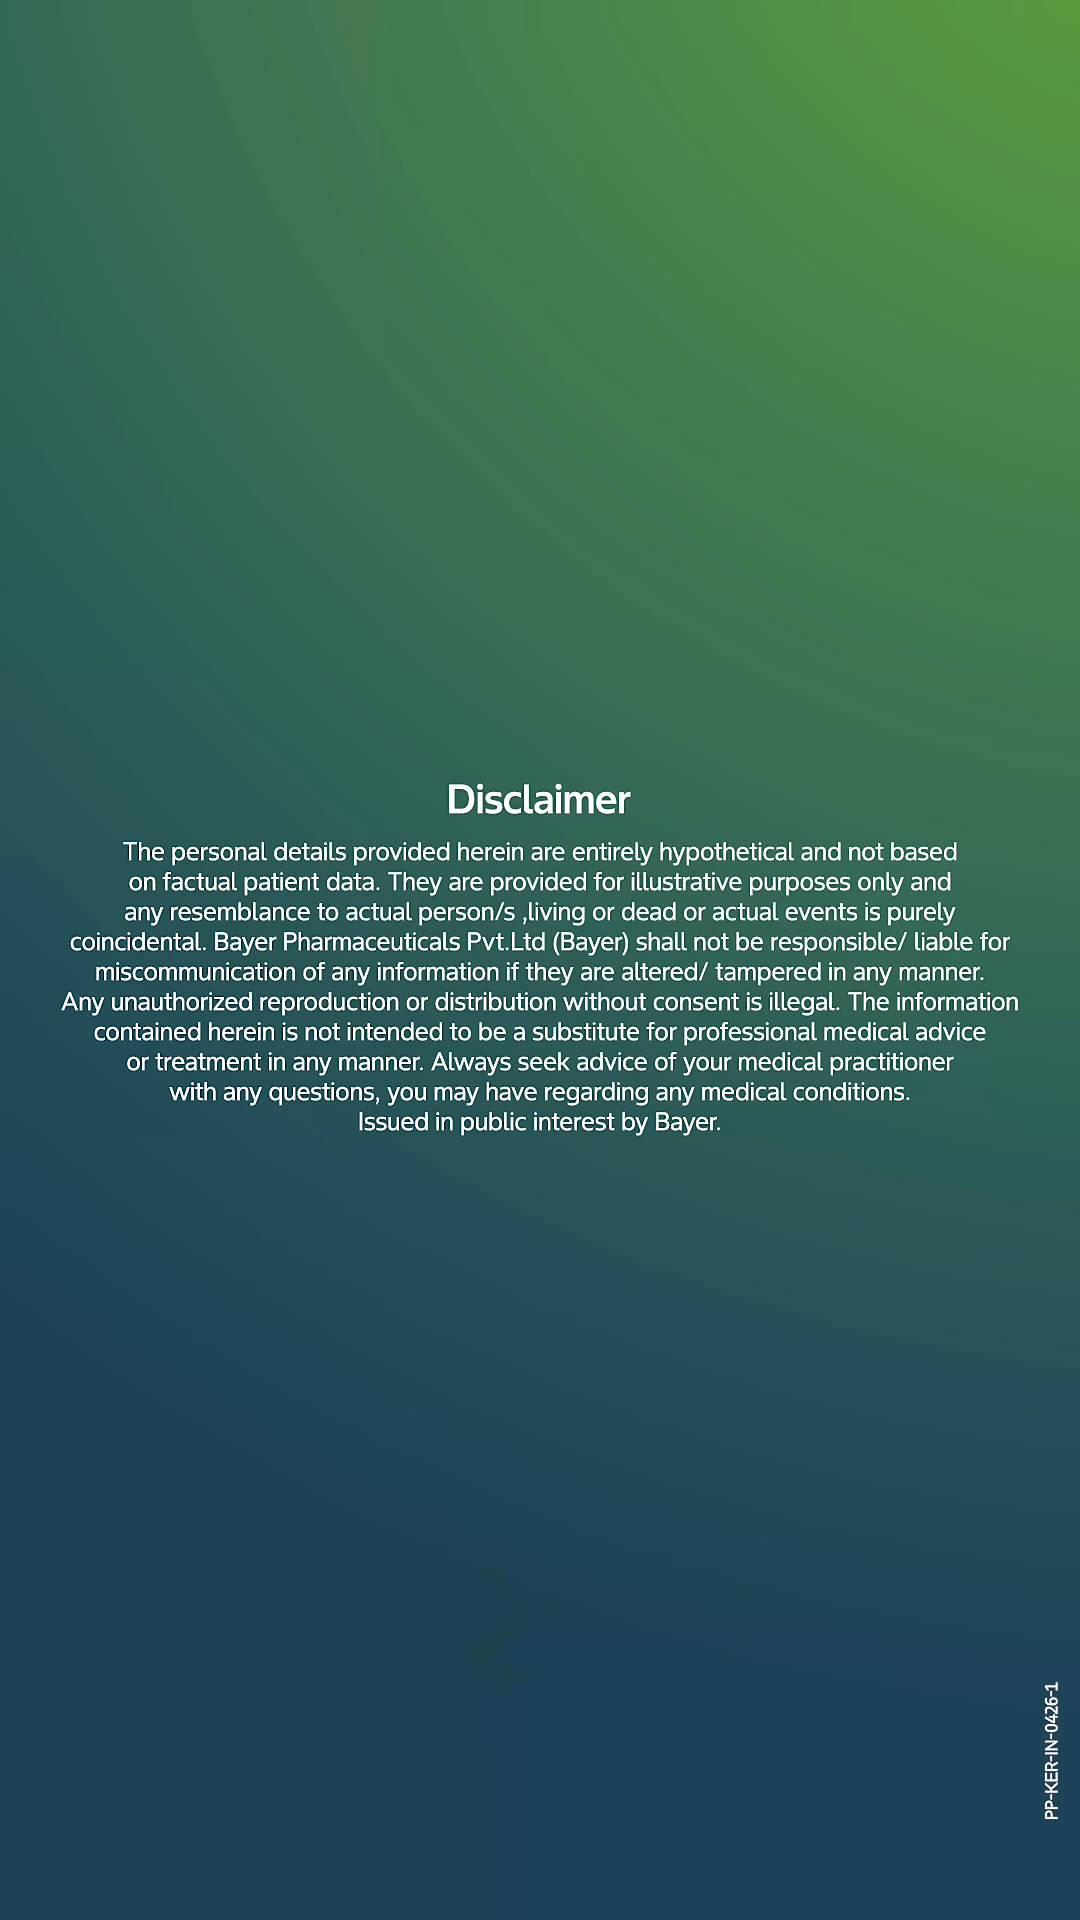 Disclaimer
The personal details provided herein are entirely hypothetical and not based
on factual patient data. They are provided for illustrative purposes only and
any resemblance to actual person/s ,living or dead or actual events is purely
coincidental. Bayer Pharmaceuticals Pvt.Ltd (Bayer) shall not be responsible/ liable for
miscommunication of any information if they are altered/ tampered in any manner.
Any unauthorized reproduction or distribution without consent is illegal. The information
contained herein is not intended to be a substitute for professional medical advice
or treatment in any manner. Always seek advice of your medical practitioner
with any questions, you may have regarding any medical conditions.
Issued in public interest by Bayer.
PP-KER-IN-0426-1